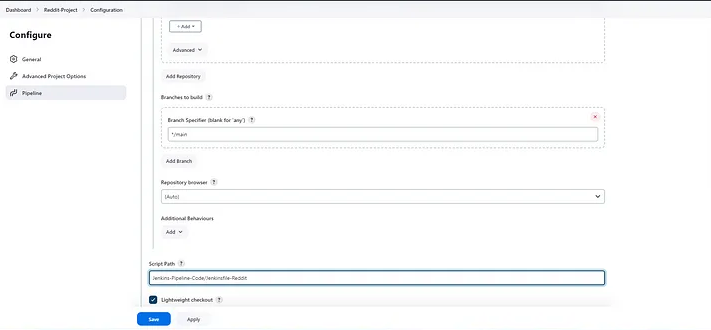 Dashboard > Reddit-Project > Configuration
Configure
General
Advanced Project Options
Pipeline
+ Add
Advanced
Add Repository
Branches to build ?
Branch Specifier (blank for 'any') ?
x
*/main
Add Branch
Repository browser ?
(Auto)
Additional Behaviours
Add
Script Path ?
Jenkins-Pipeline-Code/Jenkinsfile-Reddit
Lightweight checkout ?
Save
Apply